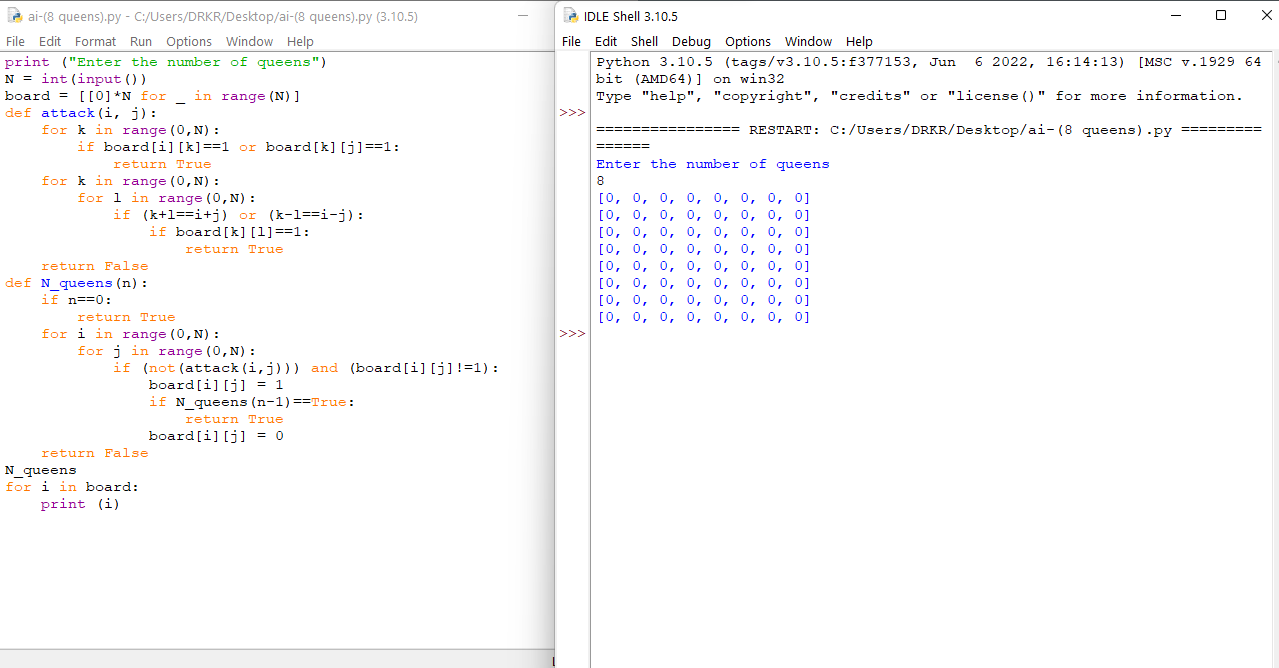 ai-(8 queens).py - C:/Users/DRKR/Desktop/ai-(8 queens).py (3.10.5)
File Edit Format Run Options Window Help
print ("Enter the number of queens")
N = int(input())
board = [[0]*N for _ in range(N)]
def attack(i, j):
    for k in range(0,N):
        if board[i][k]==1 or board[k][j]==1:
            return True
    for k in range(0,N):
        for l in range(0,N):
            if (k+l==i+j) or (k-l==i-j):
                if board[k][l]==1:
                    return True
    return False
def N_queens(n):
    if n==0:
        return True
    for i in range(0,N):
        for j in range(0,N):
            if (not(attack(i,j))) and (board[i][j]!=1):
                board[i][j] = 1
                if N_queens(n-1)==True:
                    return True
                board[i][j] = 0
    return False
N_queens
for i in board:
    print (i)
IDLE Shell 3.10.5
File Edit Shell Debug Options Window Help
Python 3.10.5 (tags/v3.10.5:f377153, Jun  6 2022, 16:14:13) [MSC v.1929 64
bit (AMD64)] on win32
Type "help", "copyright", "credits" or "license()" for more information.
>>>
================ RESTART: C:/Users/DRKR/Desktop/ai-(8 queens).py =========
======
Enter the number of queens
8
[0, 0, 0, 0, 0, 0, 0, 0]
[0, 0, 0, 0, 0, 0, 0, 0]
[0, 0, 0, 0, 0, 0, 0, 0]
[0, 0, 0, 0, 0, 0, 0, 0]
[0, 0, 0, 0, 0, 0, 0, 0]
[0, 0, 0, 0, 0, 0, 0, 0]
[0, 0, 0, 0, 0, 0, 0, 0]
[0, 0, 0, 0, 0, 0, 0, 0]
>>>